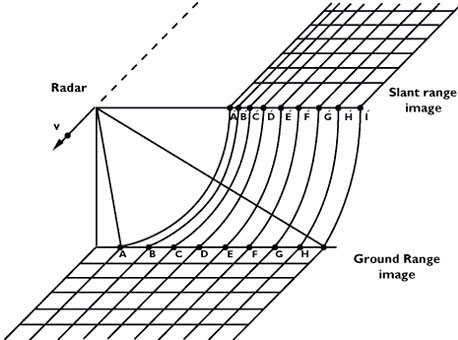 Radar
Slant range
image
v
A B Ć D́ É F́ Ǵ H́ Í
A B C D E F G H
Ground Range
image